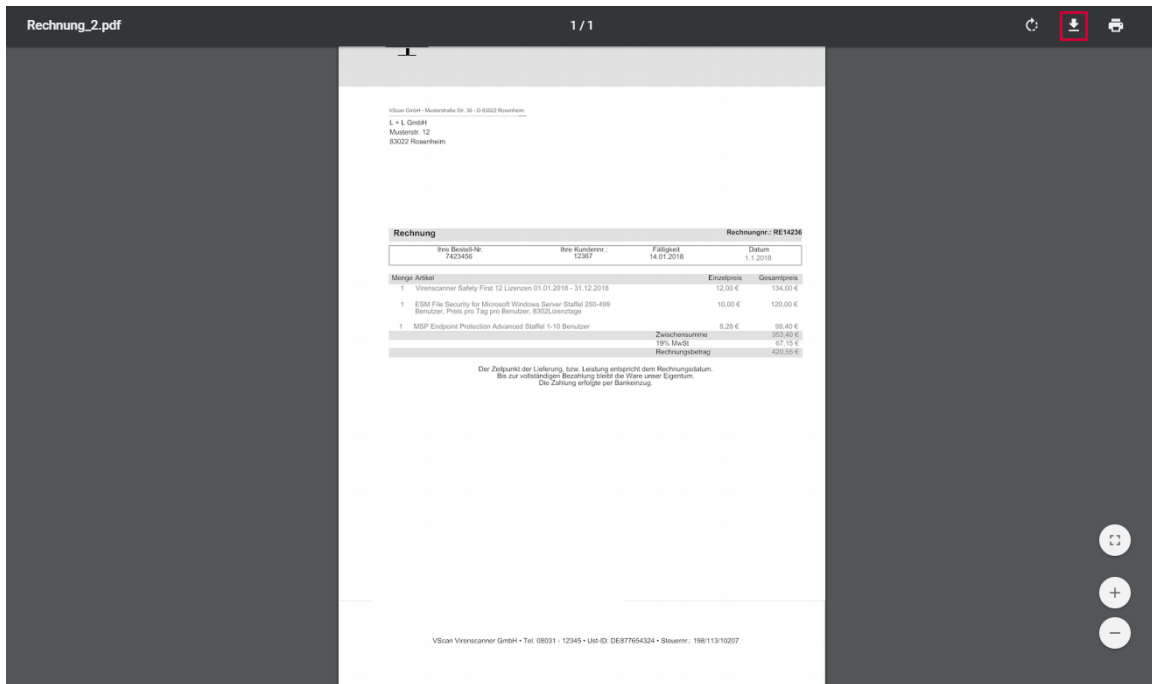 Rechnung_2.pdf
1 / 1
VScan GmbH - Musterstraße Str. 36 - D-83022 Rosenheim
L + L GmbH
Musterstr. 12
83022 Rosenheim
Rechnung Rechnungnr.: RE14236
Ihre Bestell-Nr. Ihre Kundennr.: Fälligkeit Datum
7423456 12367 14.01.2018 1.1.2018
Menge Artikel Einzelpreis Gesamtpreis
1 Virenscanner Safety First 12 Lizenzen 01.01.2018 - 31.12.2018 12,00 € 134,00 €
1 ESM File Security for Microsoft Windows Server Staffel 250-499 10,00 € 120,00 €
Benutzer, Preis pro Tag pro Benutzer, 8302Lizenztage
1 MSP Endpoint Protection Advanced Staffel 1-10 Benutzer 8,28 € 99,40 €
Zwischensumme 353,40 €
19% MwSt 67,15 €
Rechnungsbetrag 420,55 €
Der Zeitpunkt der Lieferung, bzw. Leistung entspricht dem Rechnungsdatum.
Bis zur vollständigen Bezahlung bleibt die Ware unser Eigentum.
Die Zahlung erfolgte per Bankeinzug.
VScan Virenscanner GmbH • Tel. 08031 - 12345 • Ust-ID: DE877654324 • Steuernr.: 198/113/10207